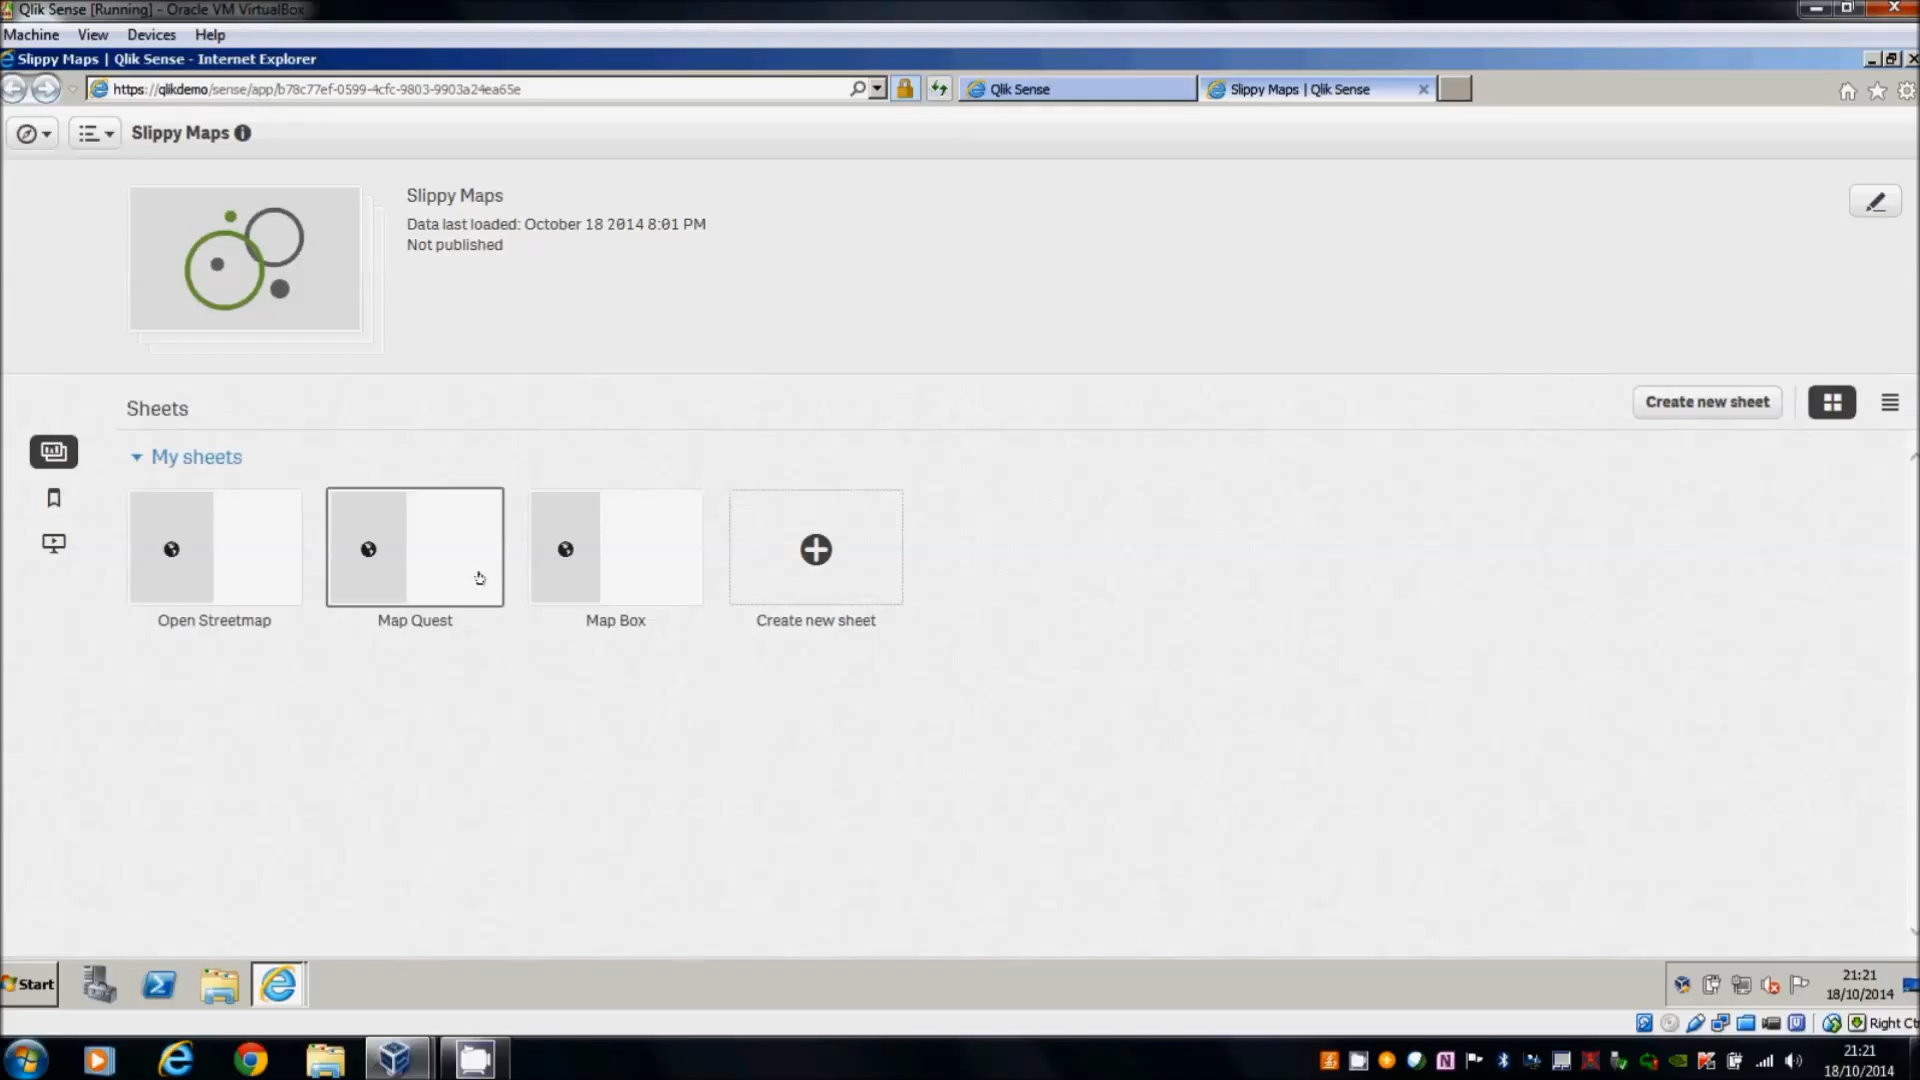 Qlik Sense [Running] - Oracle VM VirtualBox
Machine View Devices Help
Slippy Maps | Qlik Sense - Internet Explorer
https://qlikdemo/sense/app/b78c77ef-0599-4cfc-9803-9903a24ea65e
Qlik Sense
Slippy Maps | Qlik Sense
Slippy Maps
Slippy Maps
Data last loaded: October 18 2014 8:01 PM
Not published
Sheets
Create new sheet
My sheets
Open Streetmap
Map Quest
Map Box
Create new sheet
Start
21:21
18/10/2014
Right Ct
21:21
18/10/2014